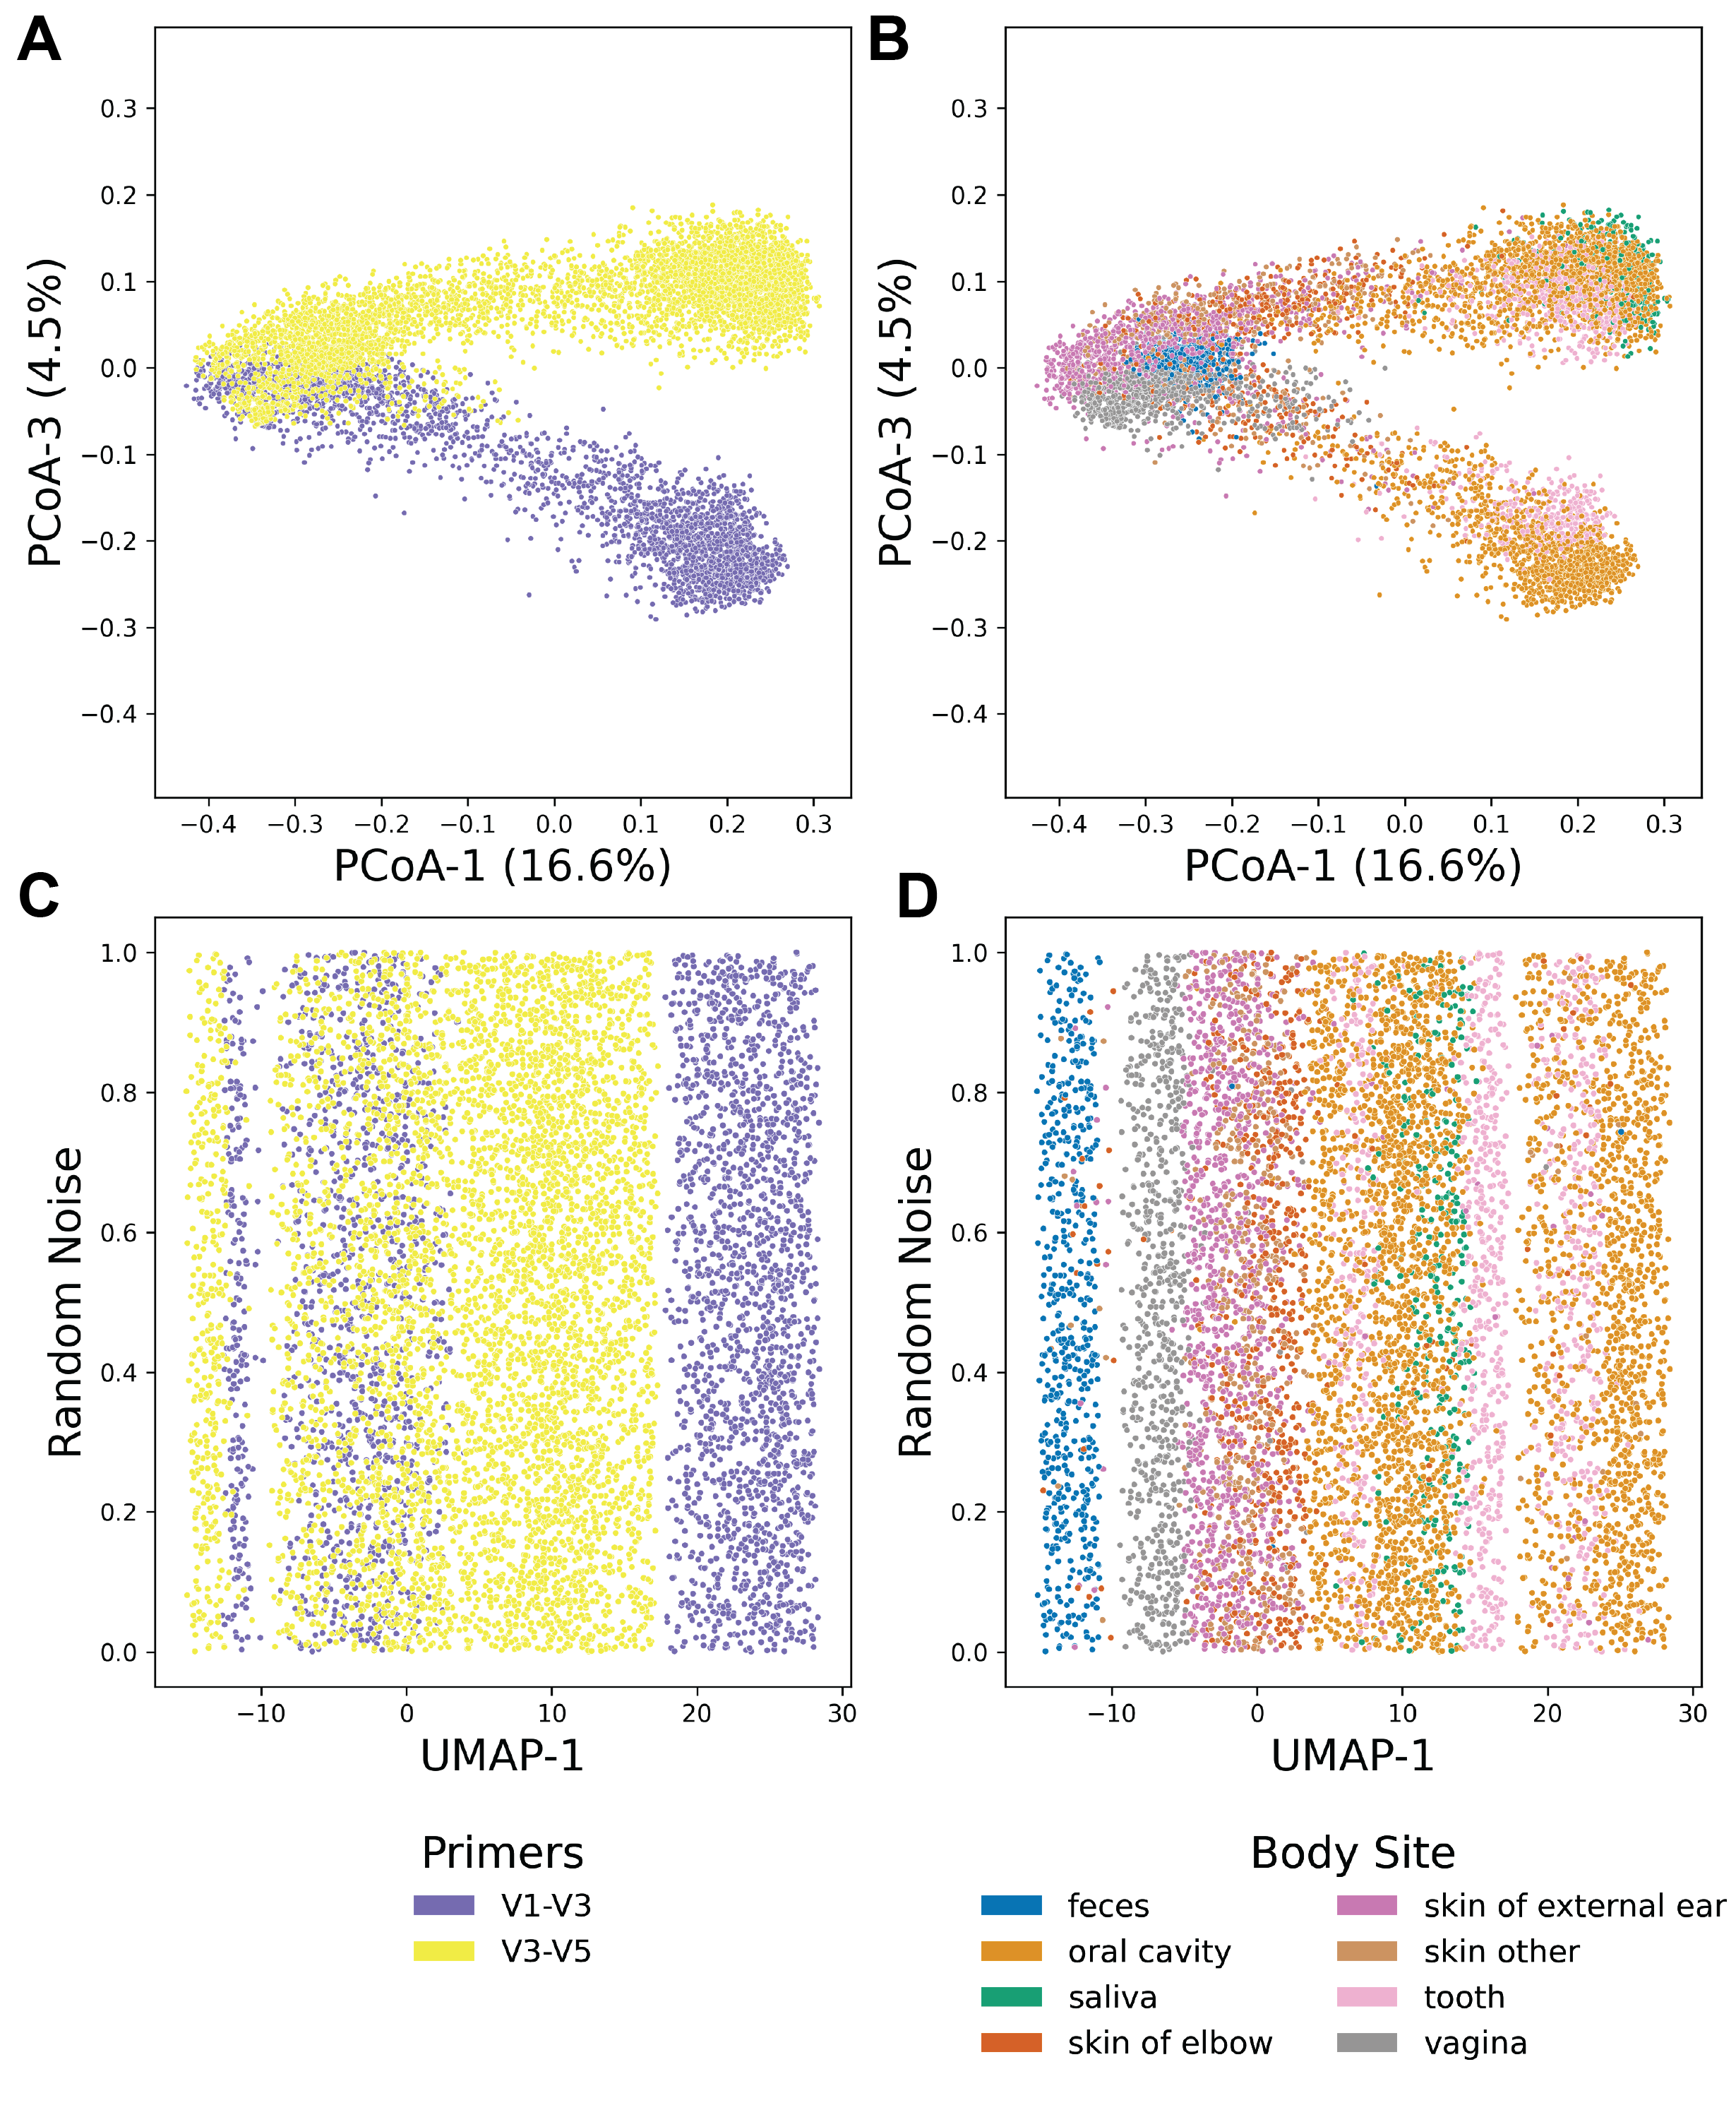 A
B
0.3
0.2
0.1
0.0
−0.1
−0.2
−0.3
−0.4
PCoA-3 (4.5%)
−0.4 −0.3 −0.2 −0.1 0.0 0.1 0.2 0.3
PCoA-1 (16.6%)
0.3
0.2
0.1
0.0
−0.1
−0.2
−0.3
−0.4
PCoA-3 (4.5%)
−0.4 −0.3 −0.2 −0.1 0.0 0.1 0.2 0.3
PCoA-1 (16.6%)
C
D
1.0
0.8
0.6
0.4
0.2
0.0
Random Noise
−10 0 10 20 30
UMAP-1
1.0
0.8
0.6
0.4
0.2
0.0
Random Noise
−10 0 10 20 30
UMAP-1
Primers
V1-V3
V3-V5
Body Site
feces
oral cavity
saliva
skin of elbow
skin of external ear
skin other
tooth
vagina